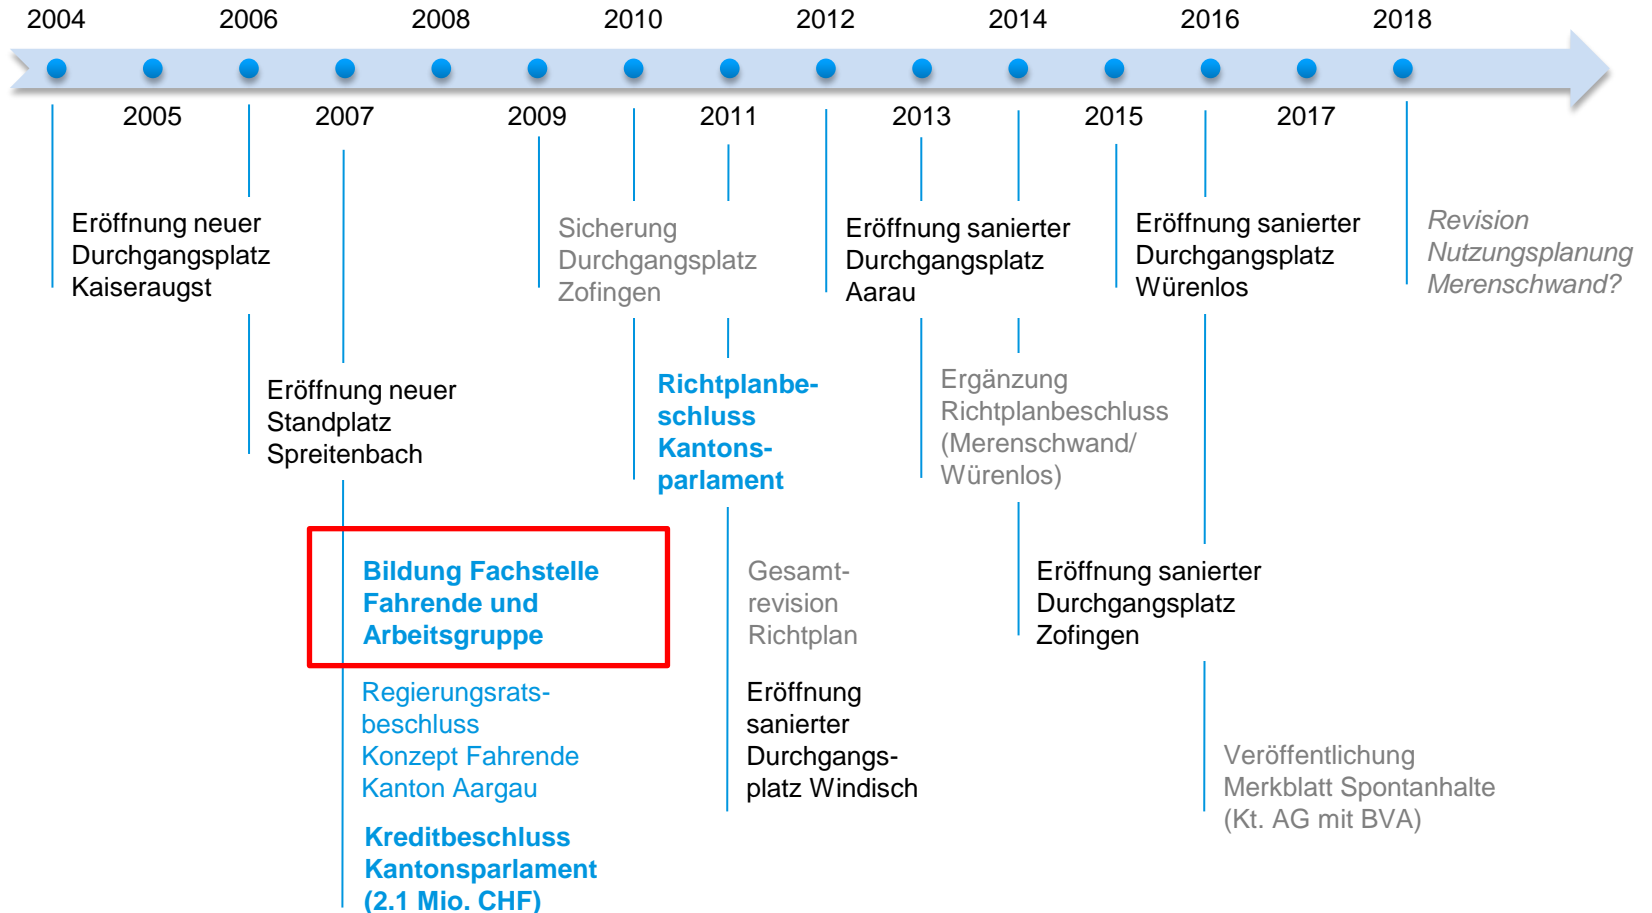 2004
2006
2008
2010
2012
2014
2016
2018
2005
2007
2009
2011
2013
2015
2017
Eröffnung neuer
Durchgangsplatz
Kaiseraugst
Eröffnung neuer
Standplatz
Spreitenbach
Bildung Fachstelle
Fahrende und
Arbeitsgruppe
Regierungsrats-
beschluss
Konzept Fahrende
Kanton Aargau
Kreditbeschluss
Kantonsparlament
(2.1 Mio. CHF)
Sicherung
Durchgangsplatz
Zofingen
Richtplanbe-
schluss
Kantons-
parlament
Gesamt-
revision
Richtplan
Eröffnung
sanierter
Durchgangs-
platz Windisch
Eröffnung sanierter
Durchgangsplatz
Aarau
Ergänzung
Richtplanbeschluss
(Merenschwand/
Würenlos)
Eröffnung sanierter
Durchgangsplatz
Zofingen
Eröffnung sanierter
Durchgangsplatz
Würenlos
Veröffentlichung
Merkblatt Spontanhalte
(Kt. AG mit BVA)
Revision
Nutzungsplanung
Merenschwand?